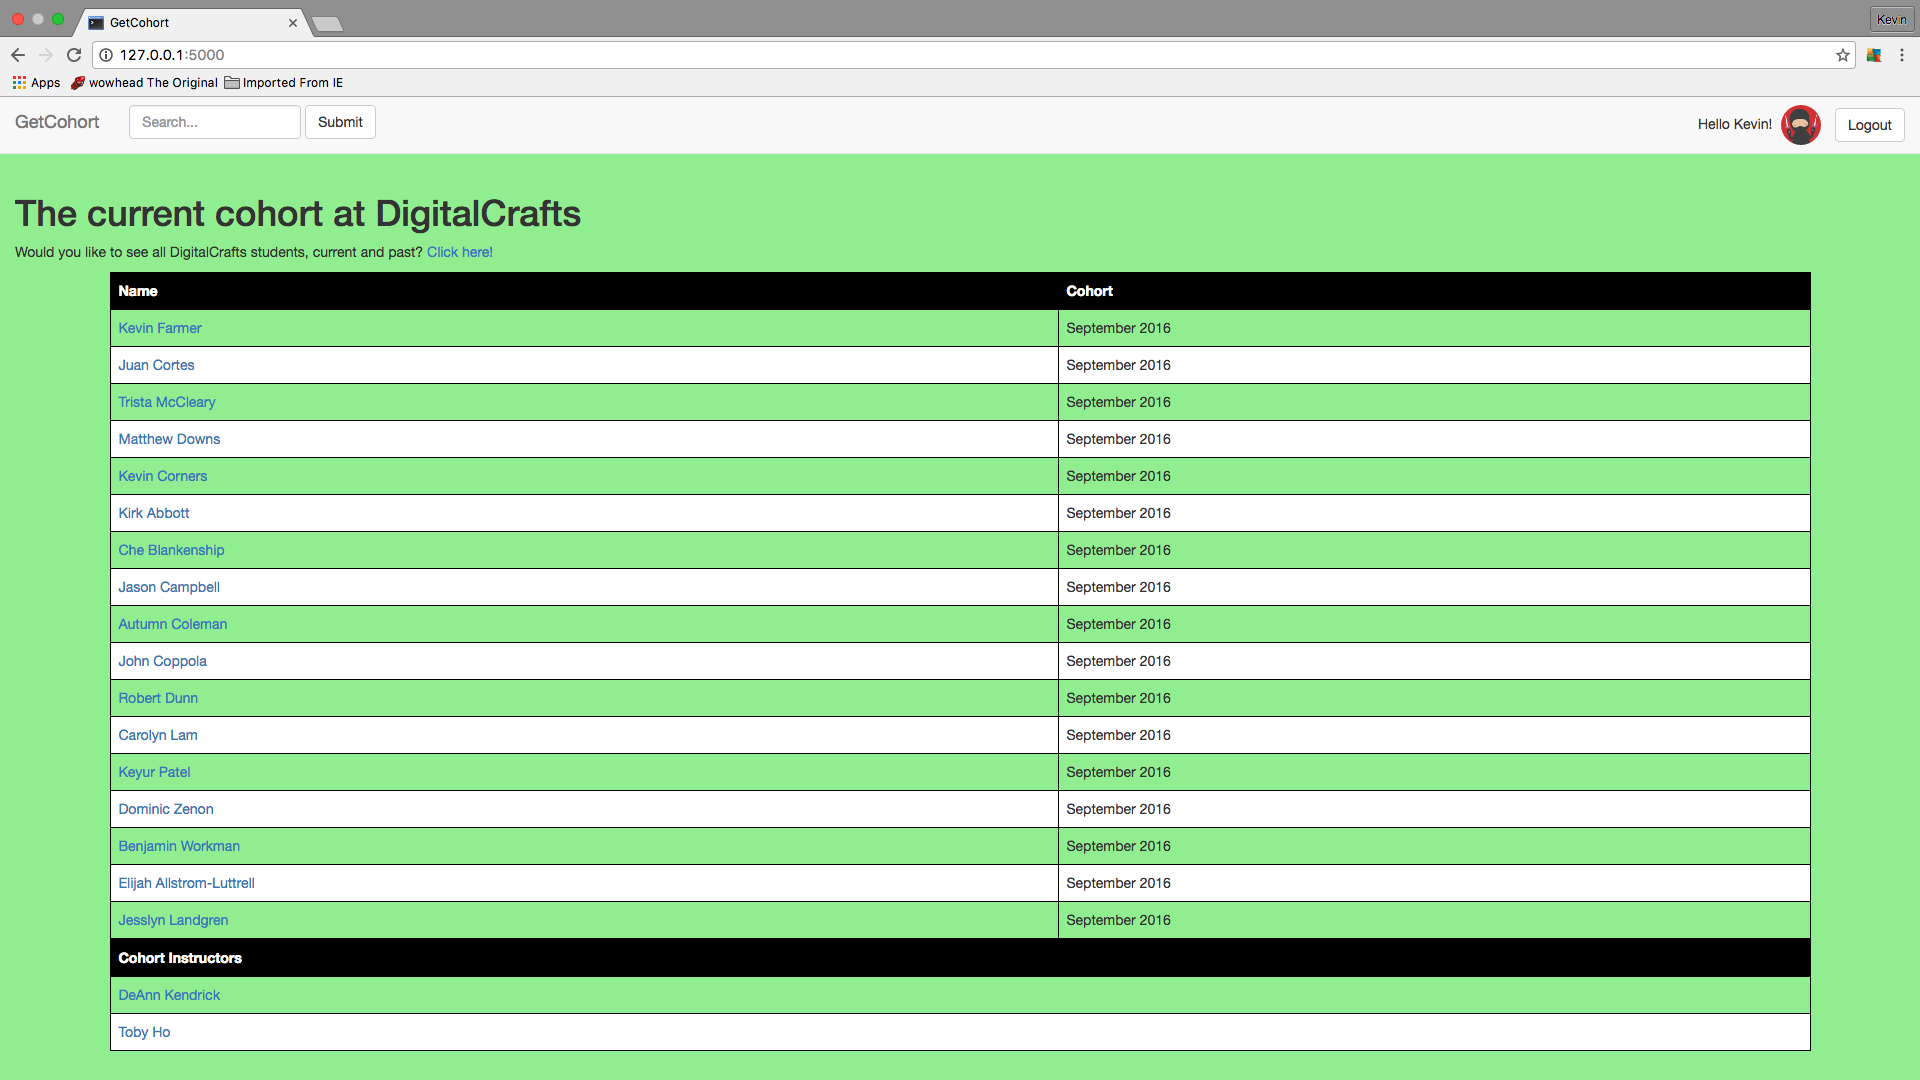 GetCohort
Kevin
127.0.0.1:5000
Apps wowhead The Original Imported From IE
GetCohort Search... Submit Hello Kevin! Logout
The current cohort at DigitalCrafts
Would you like to see all DigitalCrafts students, current and past? Click here!
Name Cohort
Kevin Farmer September 2016
Juan Cortes September 2016
Trista McCleary September 2016
Matthew Downs September 2016
Kevin Corners September 2016
Kirk Abbott September 2016
Che Blankenship September 2016
Jason Campbell September 2016
Autumn Coleman September 2016
John Coppola September 2016
Robert Dunn September 2016
Carolyn Lam September 2016
Keyur Patel September 2016
Dominic Zenon September 2016
Benjamin Workman September 2016
Elijah Allstrom-Luttrell September 2016
Jesslyn Landgren September 2016
Cohort Instructors
DeAnn Kendrick
Toby Ho